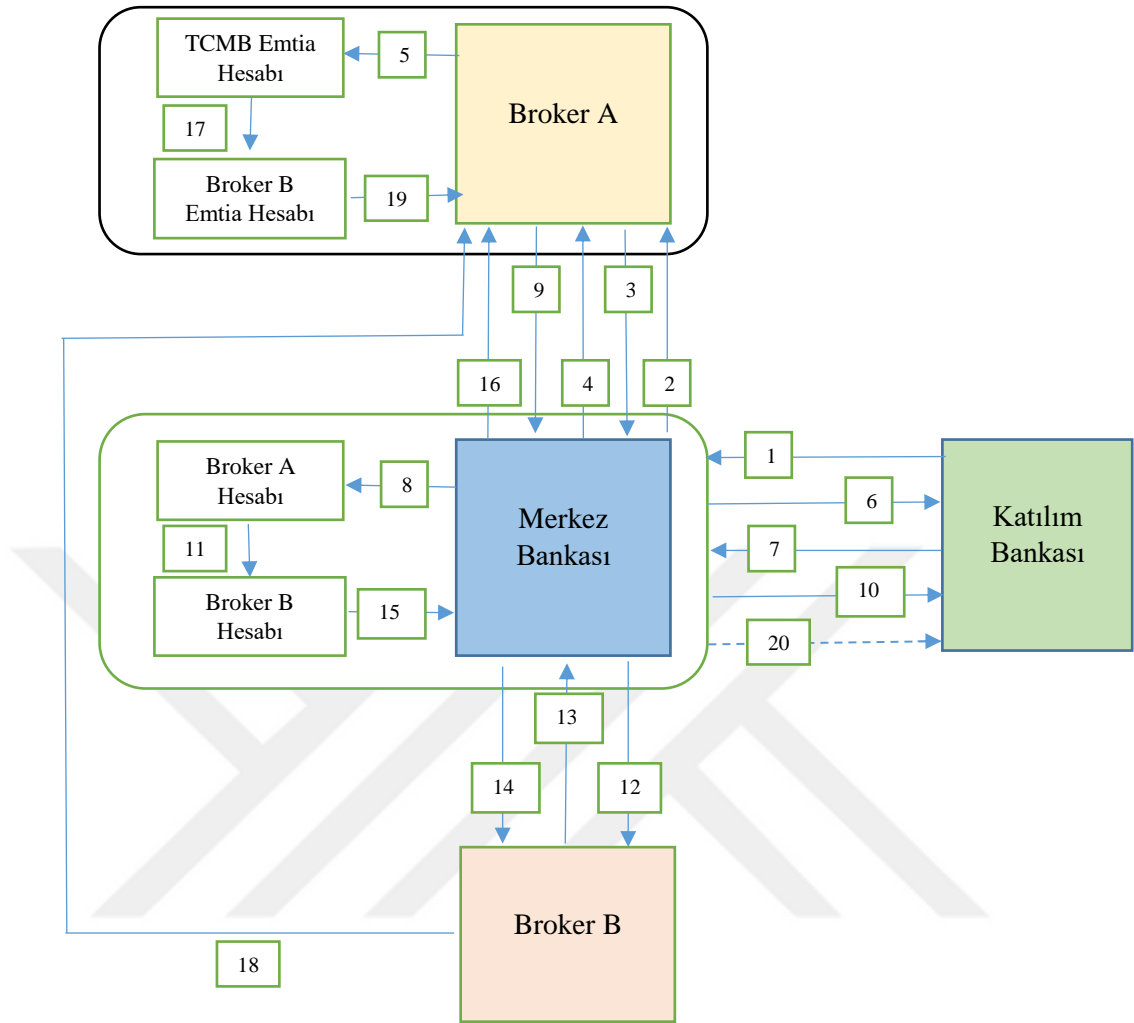 TCMB Emtia
Hesabı
5
Broker A
17
Broker B
Emtia Hesabı
19
9
3
16
4
2
Broker A
Hesabı
8
Merkez
Bankası
1
6
Katılım
Bankası
11
7
Broker B
Hesabı
15
10
20
13
14
12
Broker B
18